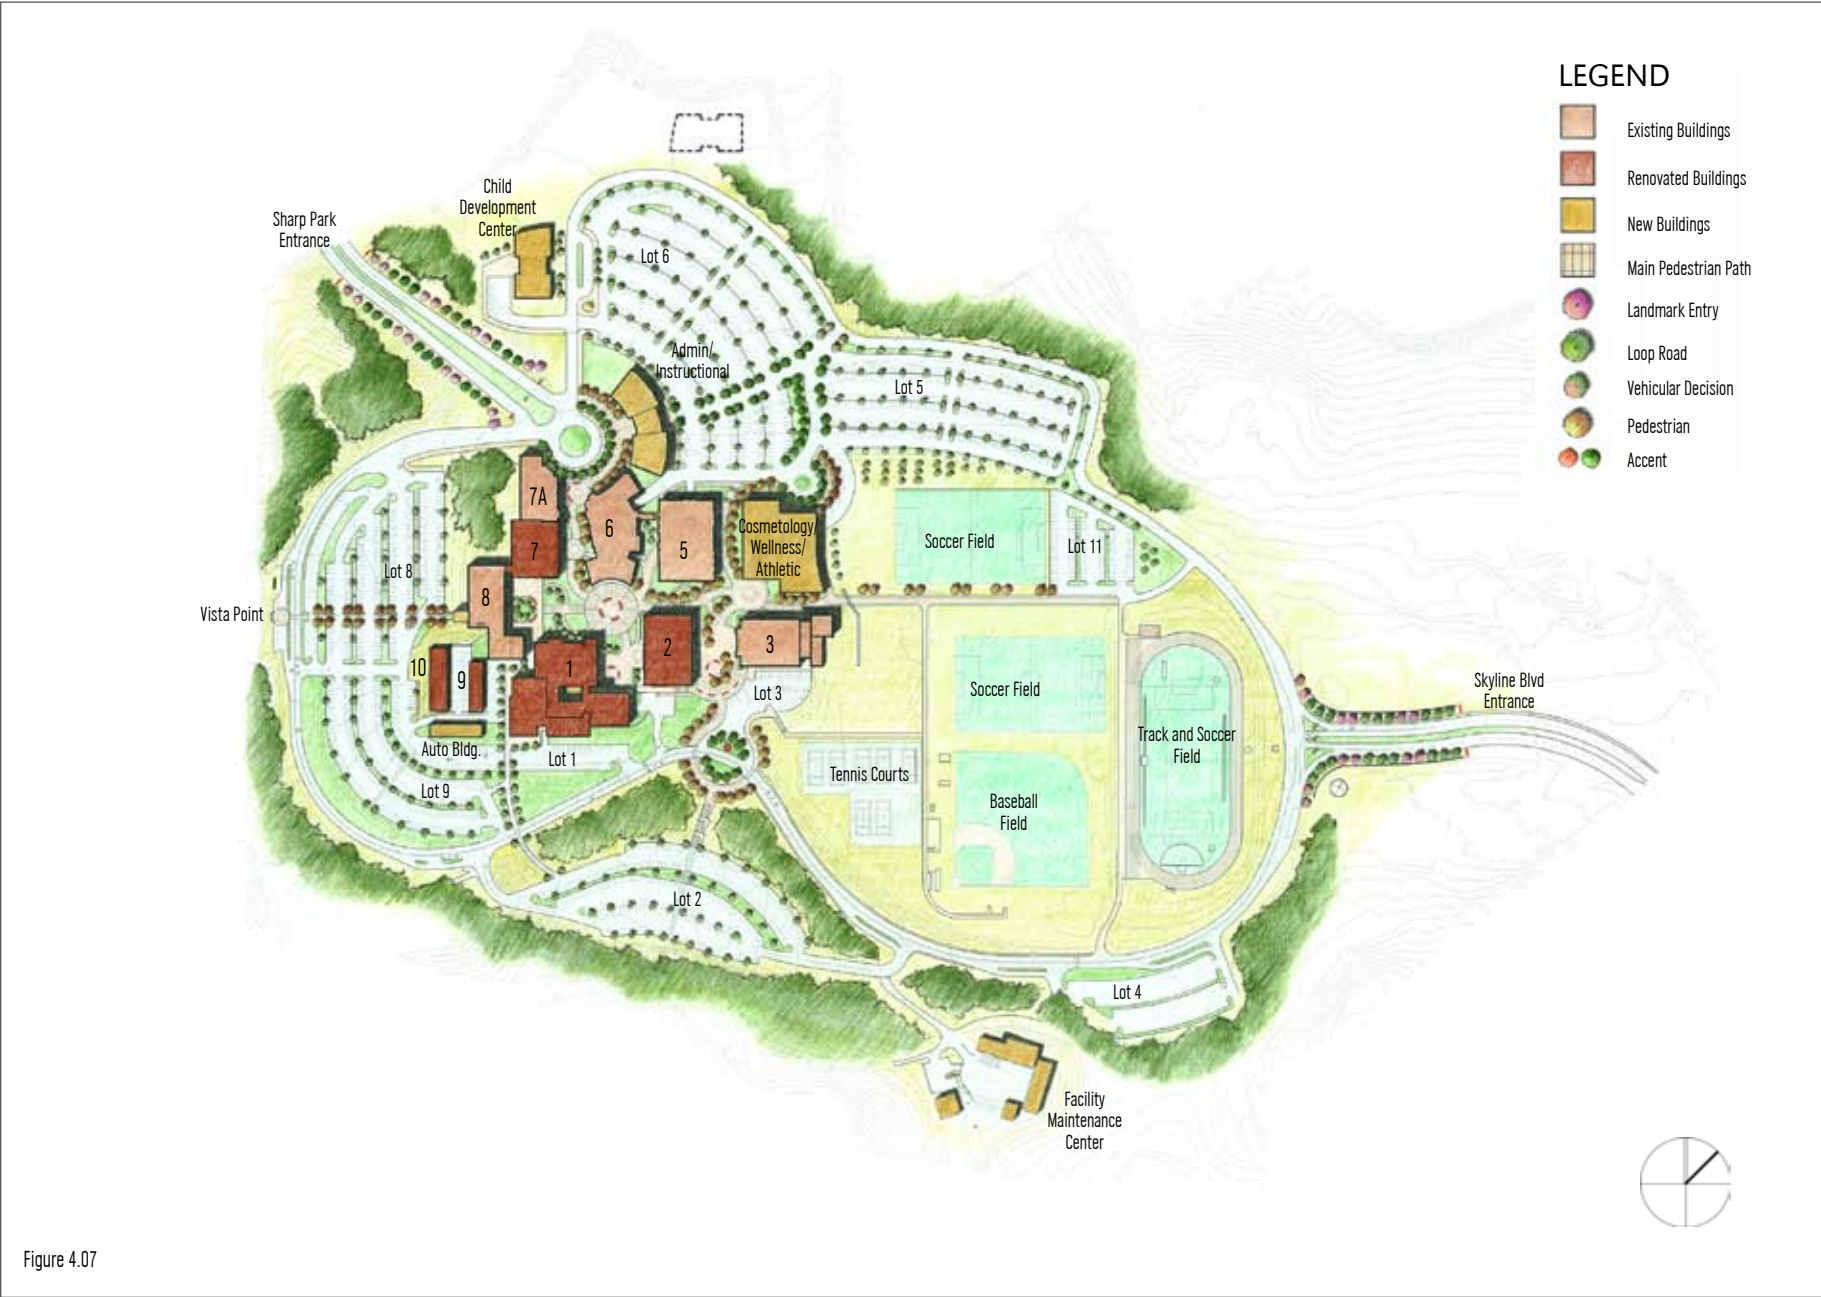 LEGEND
Existing Buildings
Renovated Buildings
New Buildings
Main Pedestrian Path
Landmark Entry
Loop Road
Vehicular Decision
Pedestrian
Accent
Child
Development
Center
Sharp Park
Entrance
Lot 6
Admin/
Instructional
Lot 5
7A
6
7
5
Cosmetology/
Wellness/
Athletic
Soccer Field
Lot 11
Lot 8
8
Vista Point
2
3
10
9
1
Lot 3
Soccer Field
Skyline Blvd
Entrance
Auto Bldg.
Lot 1
Track and Soccer
Field
Tennis Courts
Lot 9
Baseball
Field
Lot 2
Lot 4
Facility
Maintenance
Center
Figure 4.07